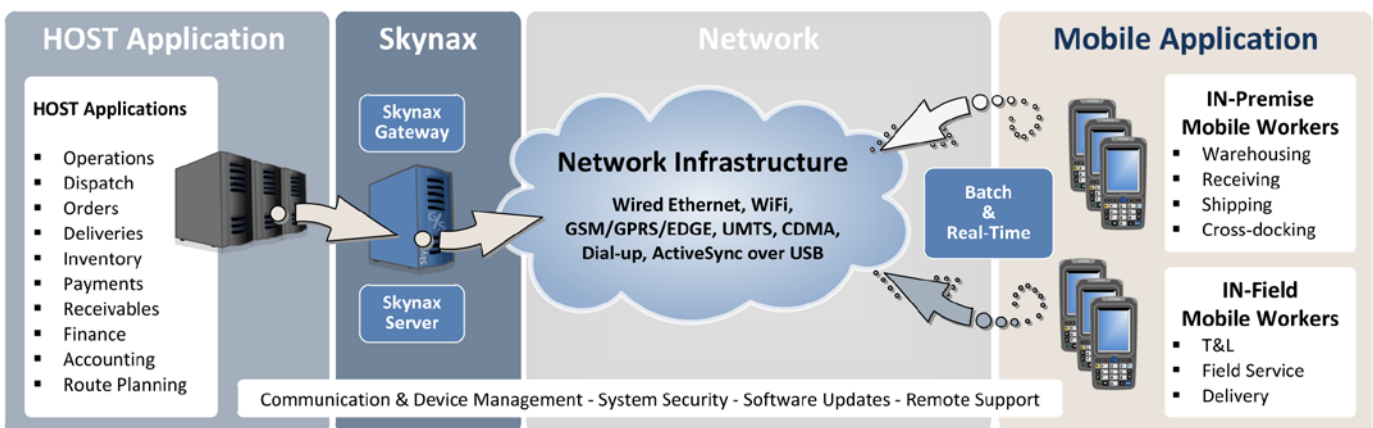 HOST Application
HOST Applications
▪ Operations
▪ Dispatch
▪ Orders
▪ Deliveries
▪ Inventory
▪ Payments
▪ Receivables
▪ Finance
▪ Accounting
▪ Route Planning
Skynax
Skynax
Gateway
Skynax
Server
Network
Network Infrastructure
Wired Ethernet, WiFi,
GSM/GPRS/EDGE, UMTS, CDMA,
Dial-up, ActiveSync over USB
Batch
&
Real-Time
Mobile Application
IN-Premise
Mobile Workers
▪ Warehousing
▪ Receiving
▪ Shipping
▪ Cross-docking
IN-Field
Mobile Workers
▪ T&L
▪ Field Service
▪ Delivery
Communication & Device Management - System Security - Software Updates - Remote Support